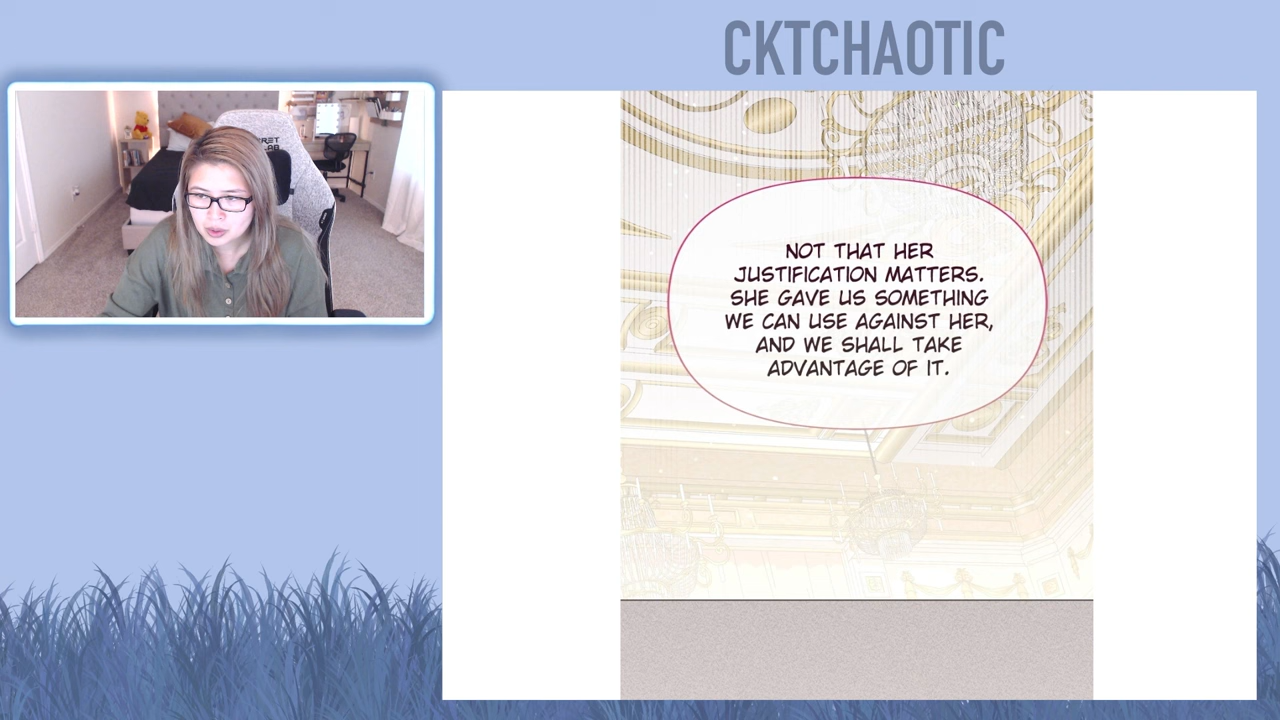 CKTCHAOTIC
NOT THAT HER
JUSTIFICATION MATTERS.
SHE GAVE US SOMETHING
WE CAN USE AGAINST HER,
AND WE SHALL TAKE
ADVANTAGE OF IT.